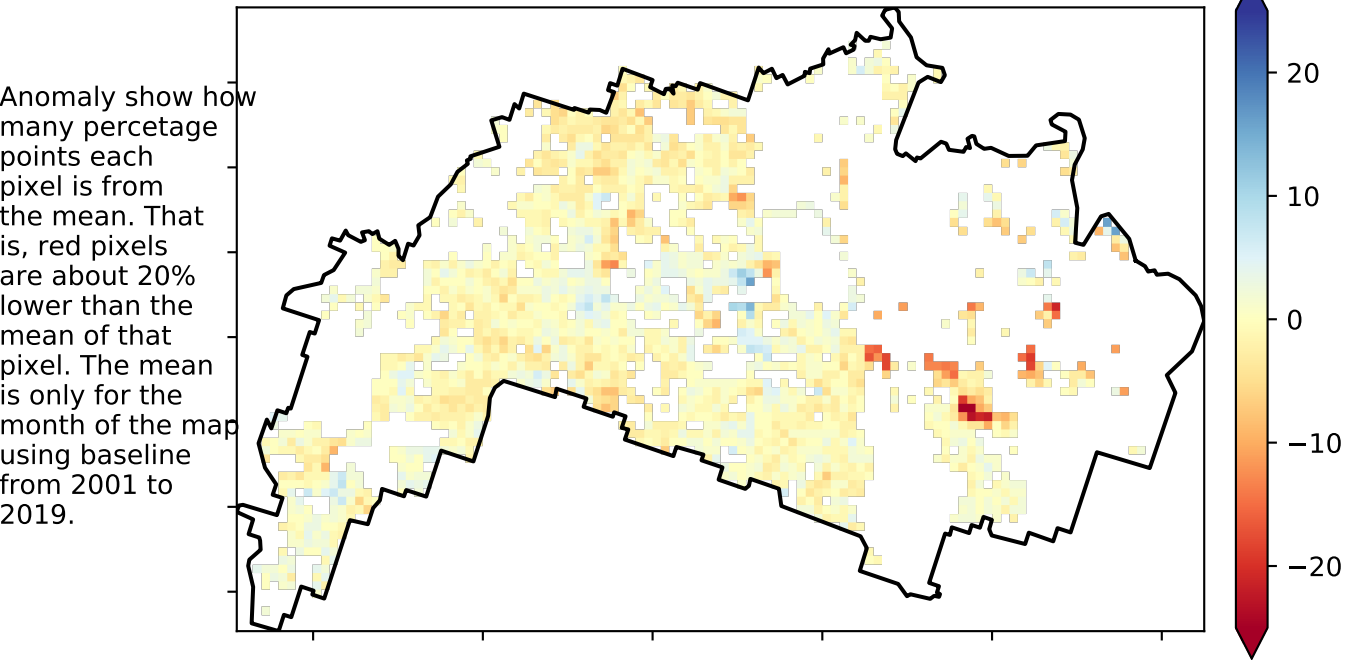 Anomaly show how
many percetage
points each
pixel is from
the mean. That
is, red pixels
are about 20%
lower than the
mean of that
pixel. The mean
is only for the
month of the map
using baseline
from 2001 to
2019.
20
10
0
−10
−20